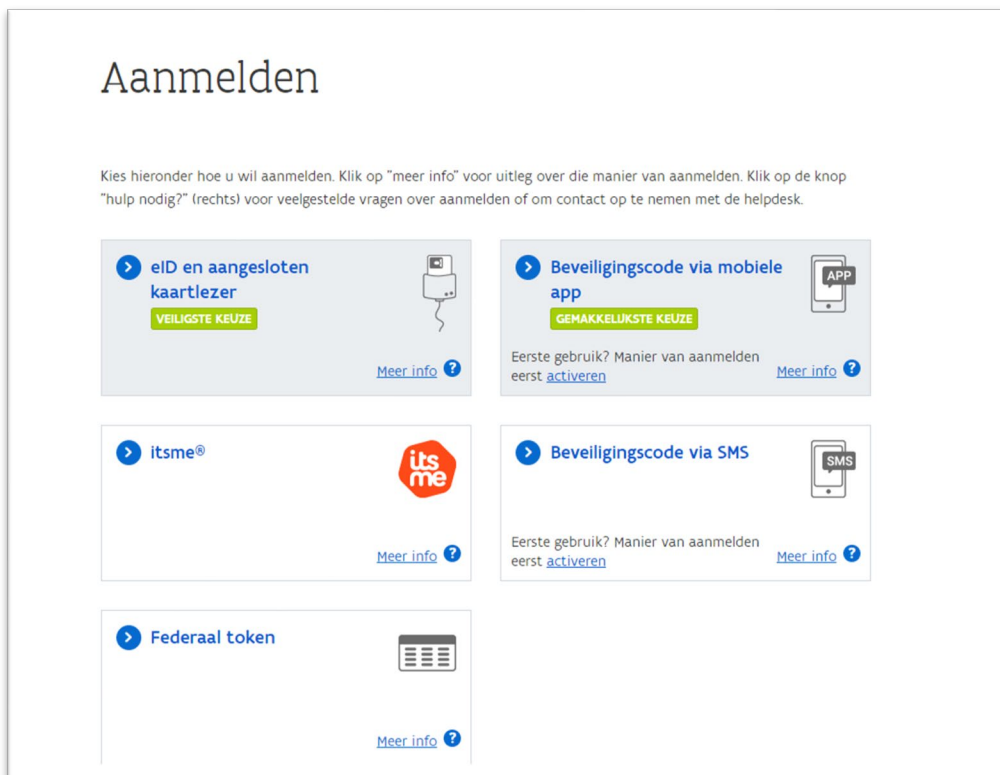 Aanmelden
Kies hieronder hoe u wil aanmelden. Klik op "meer info" voor uitleg over die manier van aanmelden. Klik op de knop
"hulp nodig?" (rechts) voor veelgestelde vragen over aanmelden of om contact op te nemen met de helpdesk.
eID en aangesloten
kaartlezer
VEILIGSTE KEUZE
Meer info ?
Beveiligingscode via mobiele
app
GEMAKKELIJKSTE KEUZE
APP
Eerste gebruik? Manier van aanmelden
eerst activeren
Meer info ?
itsme®
its
me
Meer info ?
Beveiligingscode via SMS
SMS
Eerste gebruik? Manier van aanmelden
eerst activeren
Meer info ?
Federaal token
Meer info ?